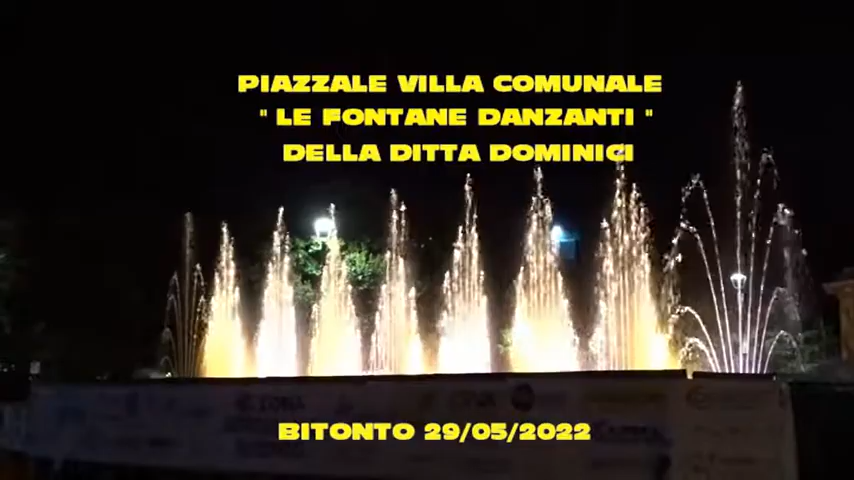 PIAZZALE VILLA COMUNALE
" LE FONTANE DANZANTI "
DELLA DITTA DOMINICI
BITONTO 29/05/2022